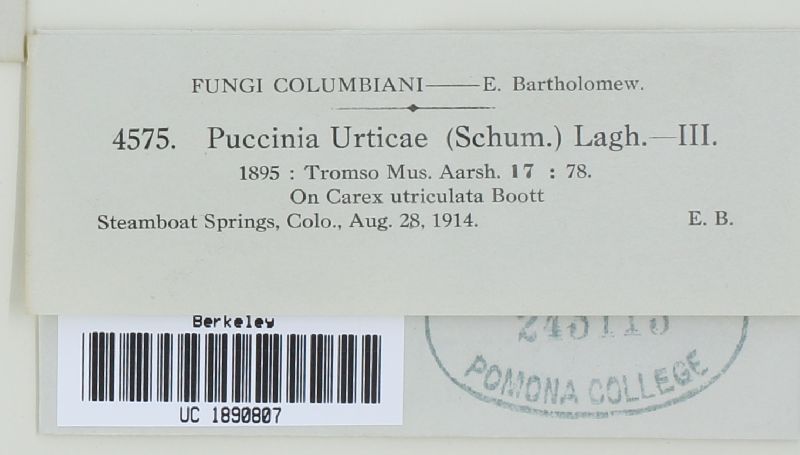 FUNGI COLUMBIANI——E. Bartholomew.
4575. Puccinia Urticae (Schum.) Lagh.—III.
1895 : Tromso Mus. Aarsh. 17 : 78.
On Carex utriculata Boott
Steamboat Springs, Colo., Aug. 28, 1914. E. B.
Berkeley
UC 1890807
POMONA COLLEGE